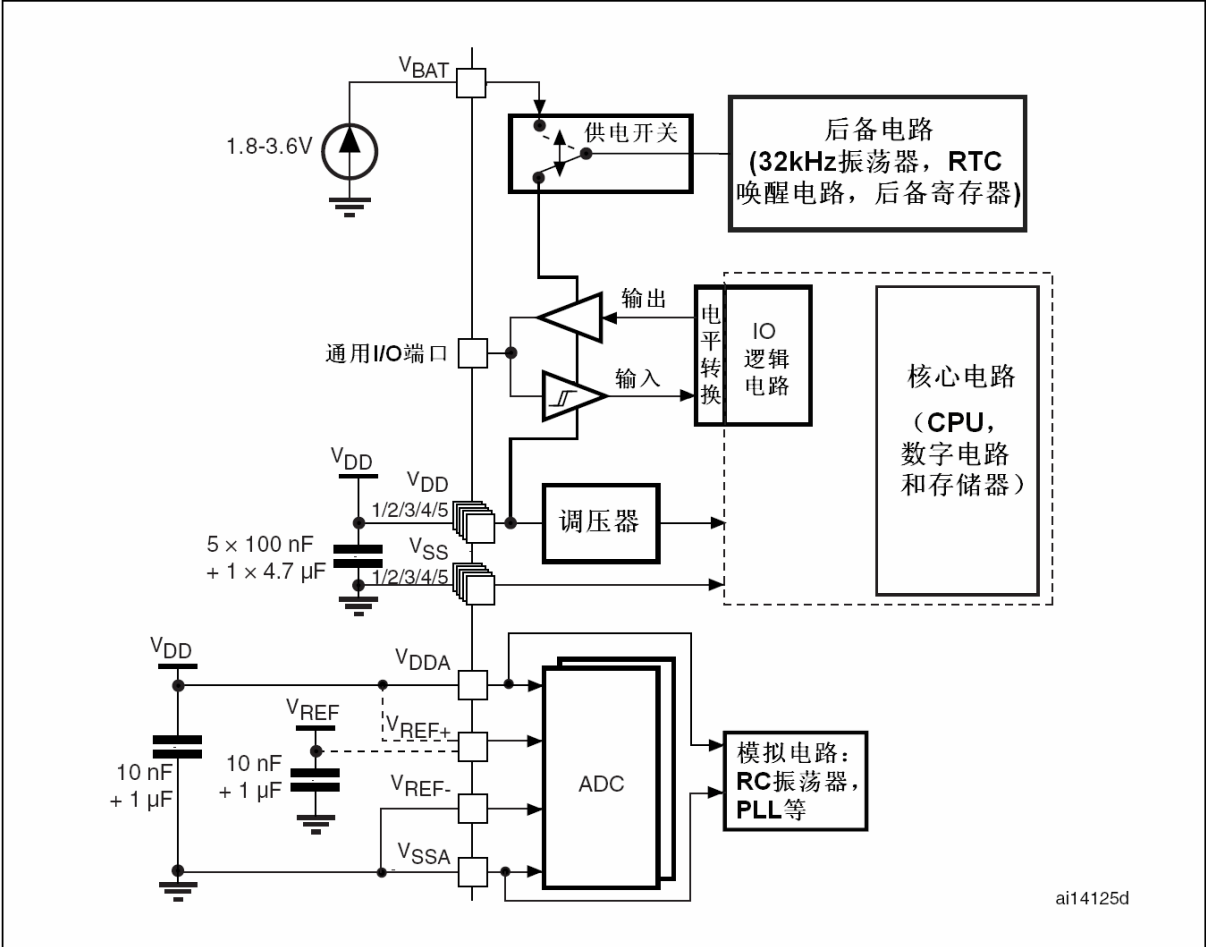 VBAT
1.8-3.6V
供电开关
后备电路
(32kHz振荡器，RTC
唤醒电路，后备寄存器)
通用I/O端口
输出
输入
电平转换
IO
逻辑
电路
核心电路
（CPU，
数字电路
和存储器）
VDD
VDD
1/2/3/4/5
调压器
5 × 100 nF
+ 1 × 4.7 µF
VSS
1/2/3/4/5
VDD
VDDA
VREF
VREF+
10 nF
+ 1 µF
10 nF
+ 1 µF
VREF-
VSSA
ADC
模拟电路：
RC振荡器，
PLL等
ai14125d